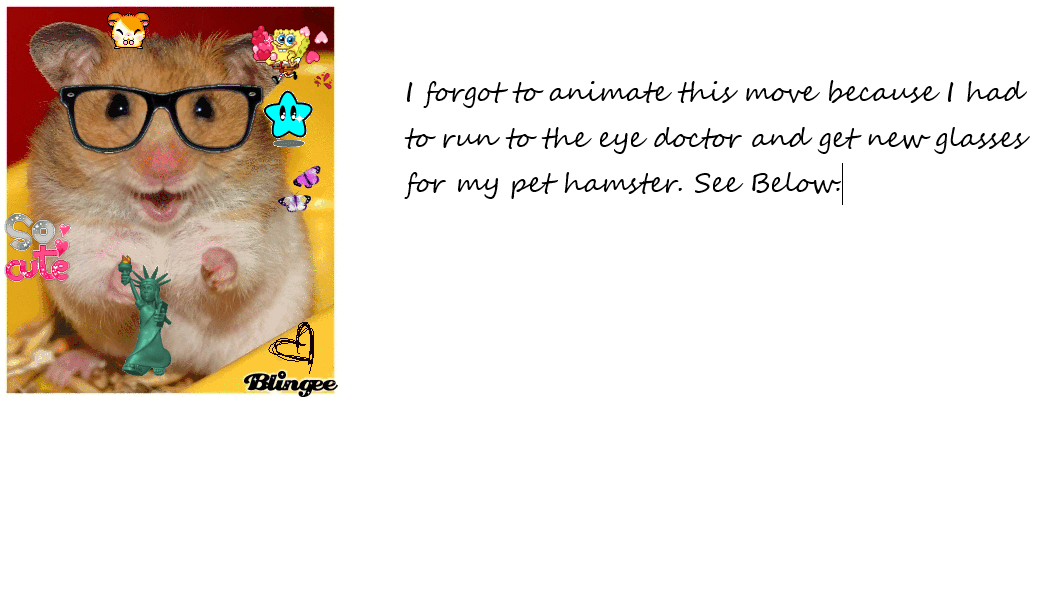 I forgot to animate this move because I had
to run to the eye doctor and get new glasses
for my pet hamster. See Below.
So
cute
Blingee